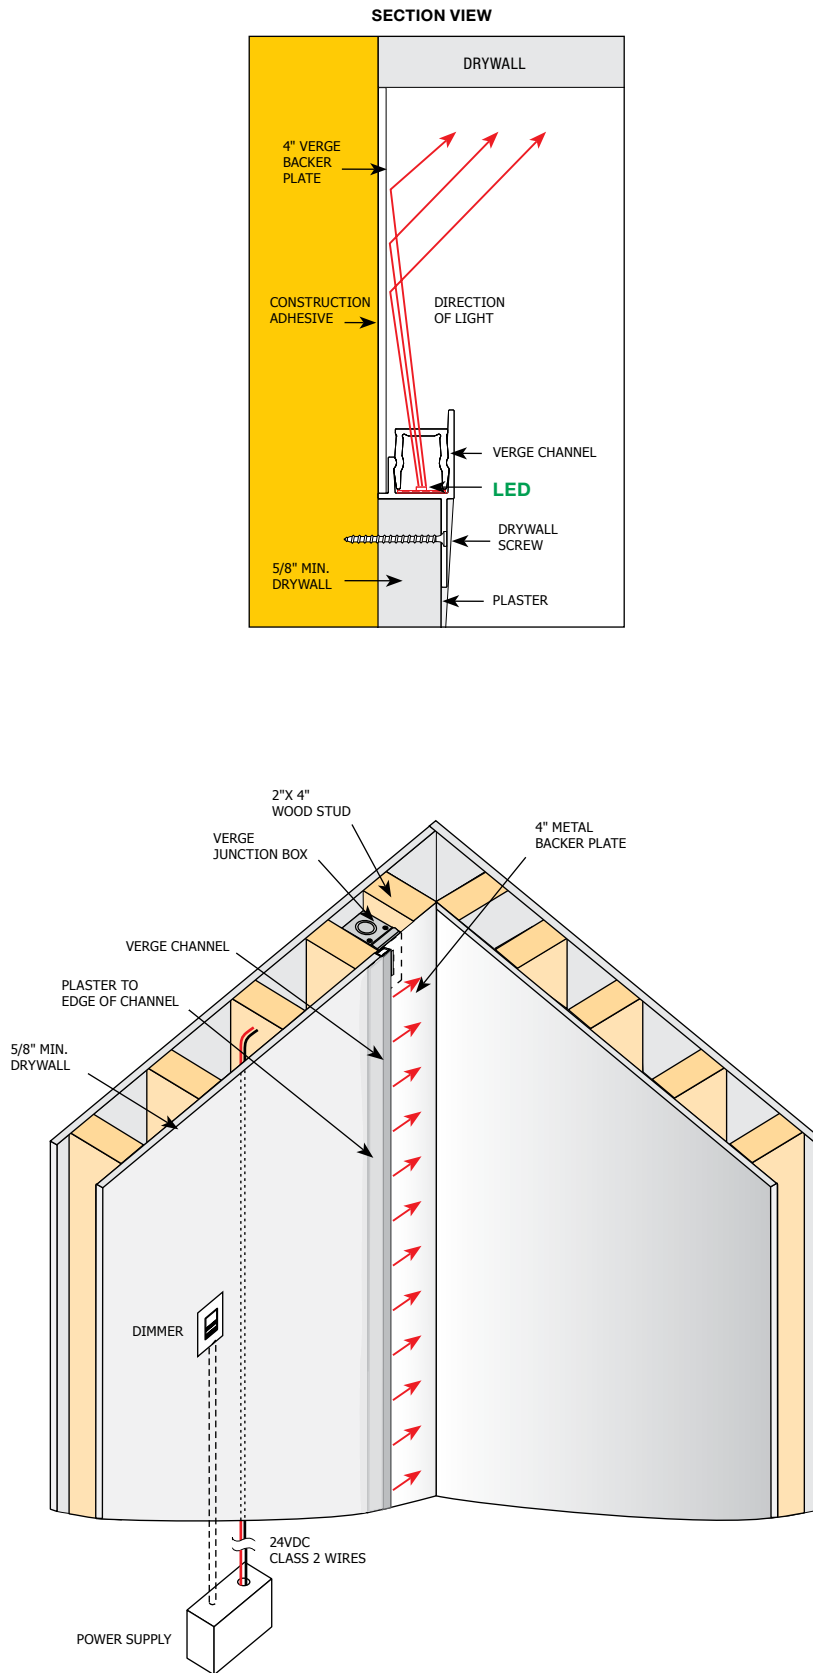 SECTION VIEW
DRYWALL
4" VERGE
BACKER
PLATE
CONSTRUCTION
ADHESIVE
DIRECTION
OF LIGHT
VERGE CHANNEL
LED
DRYWALL
SCREW
5/8" MIN.
DRYWALL
PLASTER
2"X 4"
WOOD STUD
VERGE
JUNCTION BOX
4" METAL
BACKER PLATE
VERGE CHANNEL
PLASTER TO
EDGE OF CHANNEL
5/8" MIN.
DRYWALL
DIMMER
24VDC
CLASS 2 WIRES
POWER SUPPLY